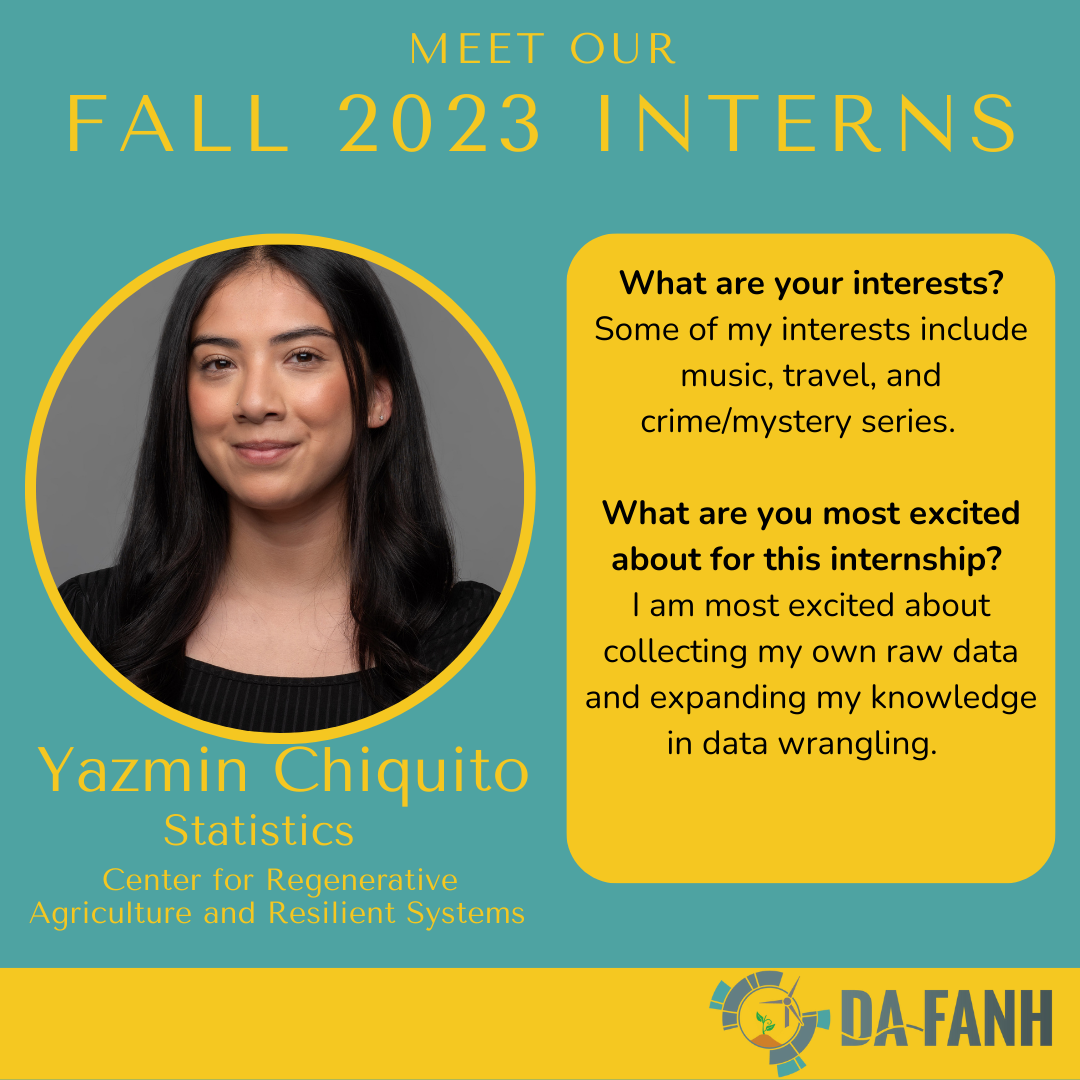 MEET OUR
FALL 2023 INTERNS
What are your interests?
Some of my interests include
music, travel, and
crime/mystery series.
What are you most excited
about for this internship?
I am most excited about
collecting my own raw data
and expanding my knowledge
in data wrangling.
Yazmin Chiquito
Statistics
Center for Regenerative
Agriculture and Resilient Systems
DA-FANH